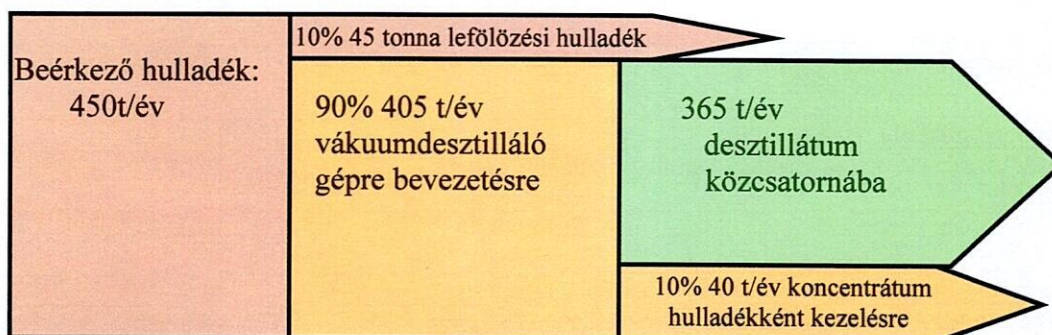 10% 45 tonna lefölözési hulladék
Beérkező hulladék:
450t/év
90% 405 t/év
vákuumdesztilláló
gépre bevezetésre
365 t/év
desztillátum
közcsatornába
10% 40 t/év koncentrátum
hulladékként kezelésre